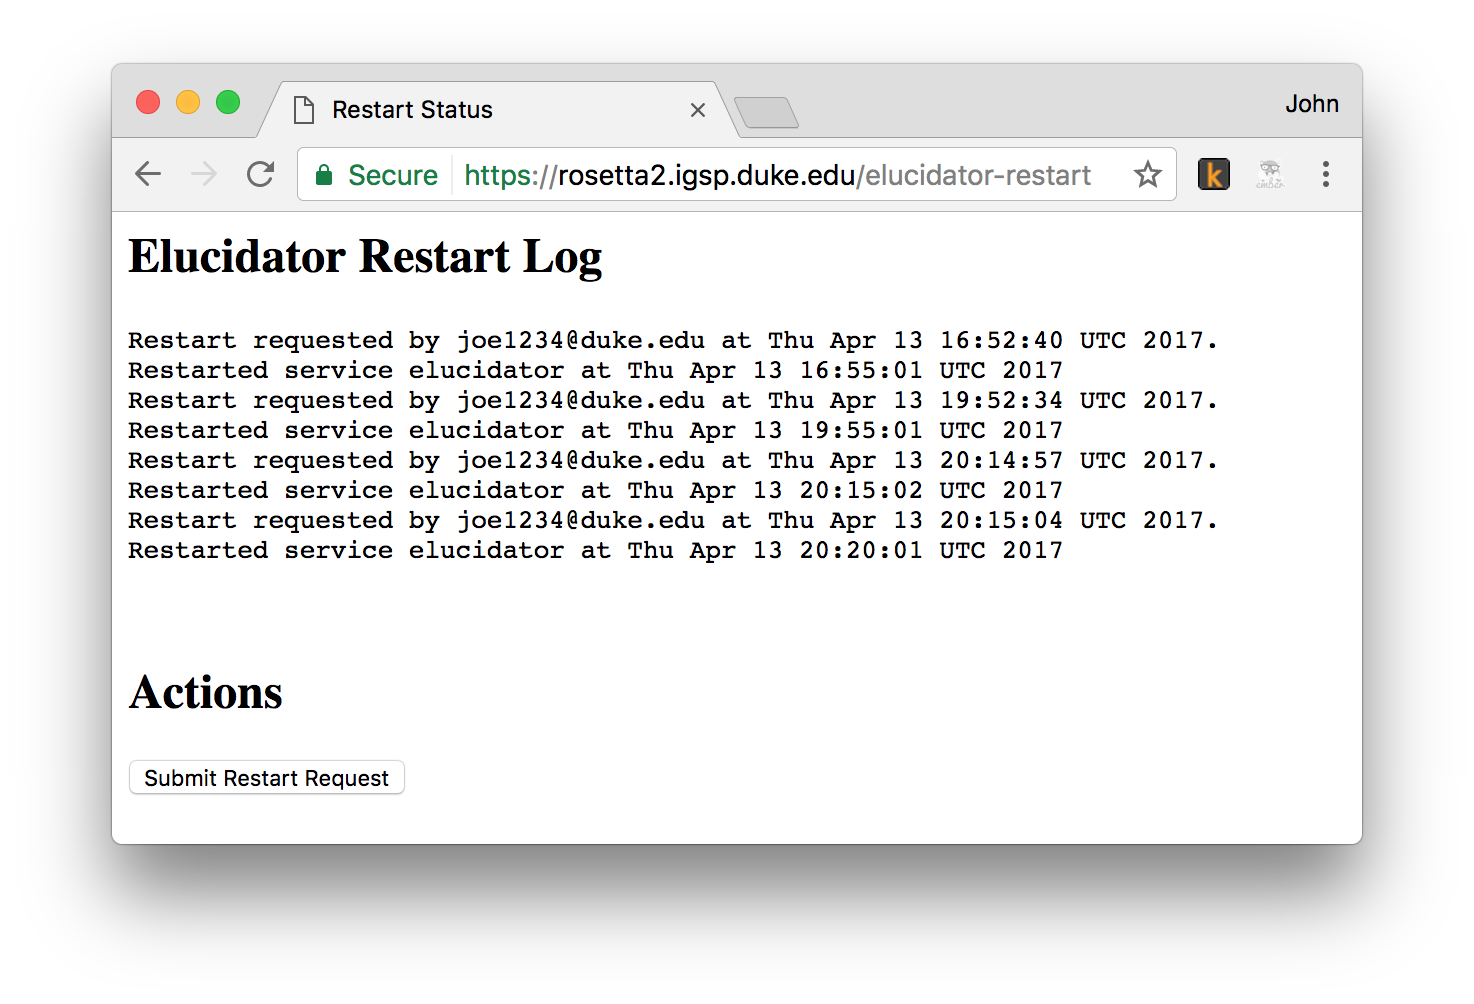 Restart Status
John
Secure https://rosetta2.igsp.duke.edu/elucidator-restart
k
ember
Elucidator Restart Log
Restart requested by joe1234@duke.edu at Thu Apr 13 16:52:40 UTC 2017.
Restarted service elucidator at Thu Apr 13 16:55:01 UTC 2017
Restart requested by joe1234@duke.edu at Thu Apr 13 19:52:34 UTC 2017.
Restarted service elucidator at Thu Apr 13 19:55:01 UTC 2017
Restart requested by joe1234@duke.edu at Thu Apr 13 20:14:57 UTC 2017.
Restarted service elucidator at Thu Apr 13 20:15:02 UTC 2017
Restart requested by joe1234@duke.edu at Thu Apr 13 20:15:04 UTC 2017.
Restarted service elucidator at Thu Apr 13 20:20:01 UTC 2017
Actions
Submit Restart Request